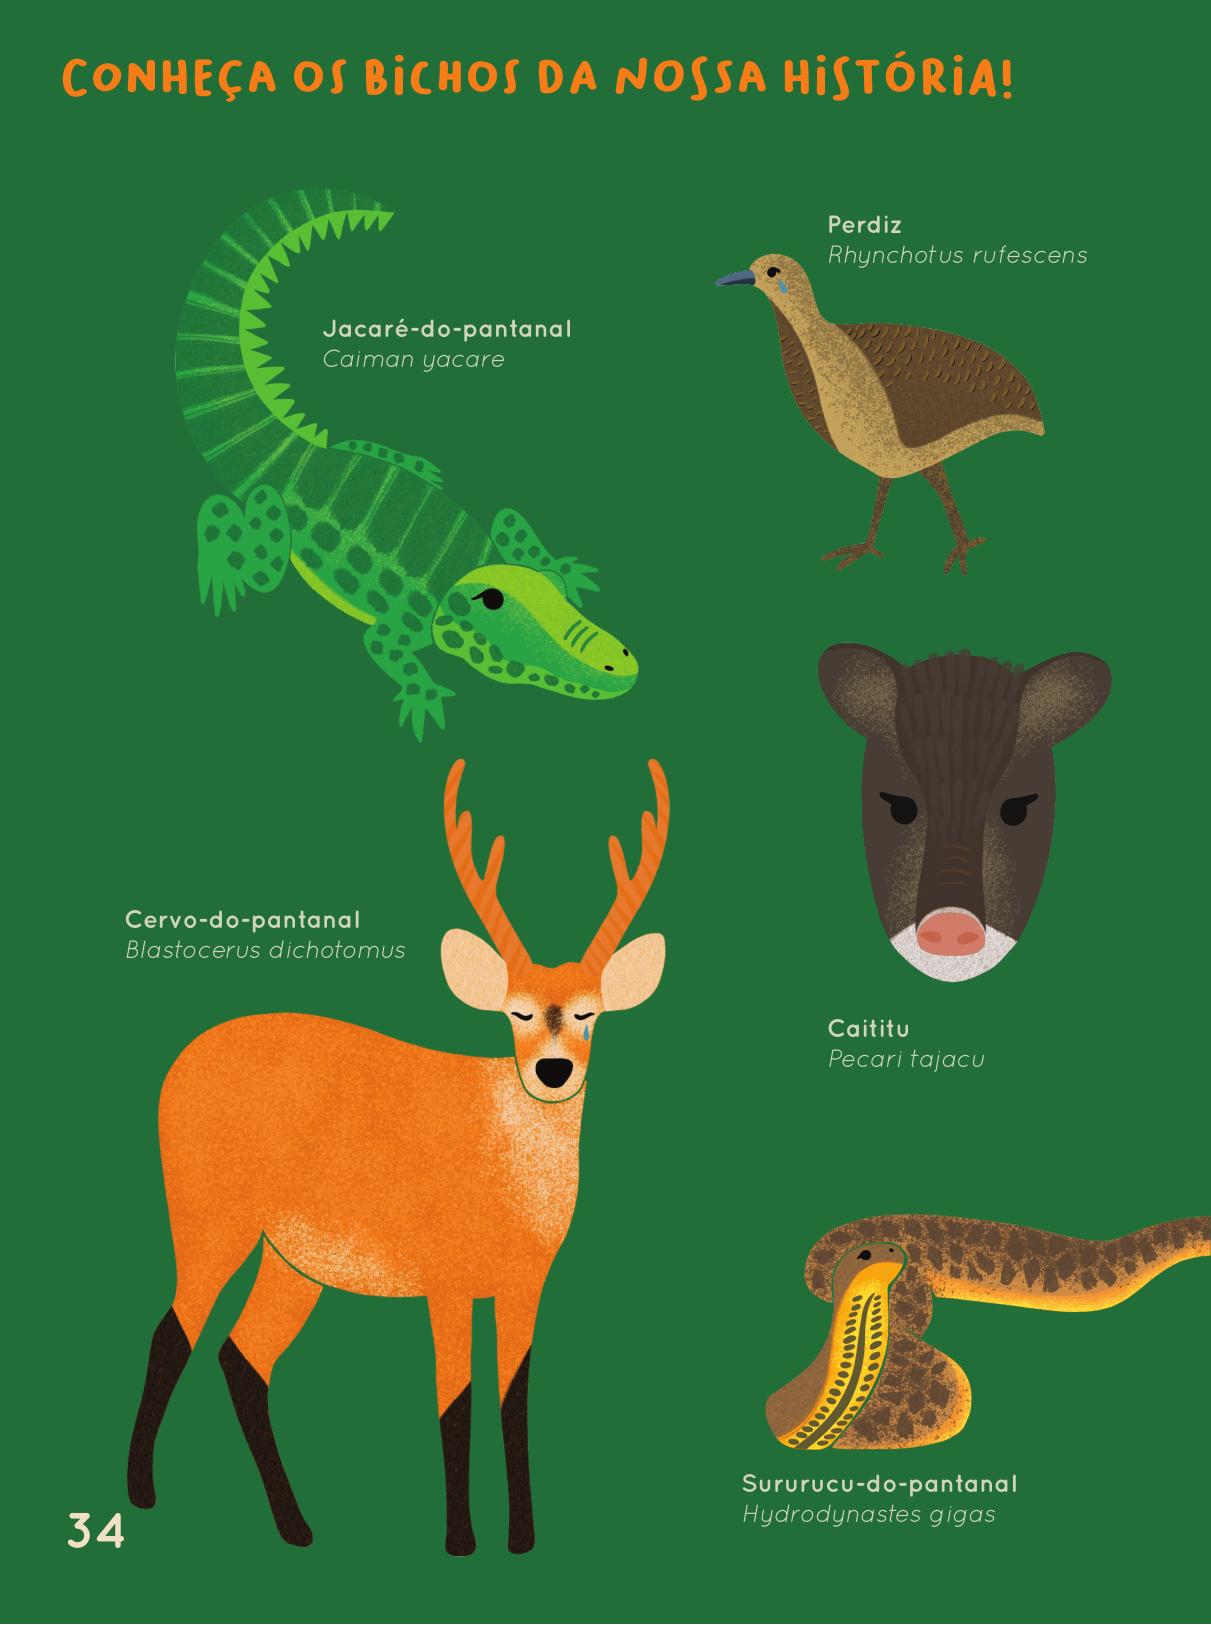 CONHEÇA OS BiCHOS DA NOSSA HiSTÓRiA!
Perdiz
Rhynchotus rufescens
Jacaré-do-pantanal
Caiman yacare
Cervo-do-pantanal
Blastocerus dichotomus
Caititu
Pecari tajacu
Sururucu-do-pantanal
Hydrodynastes gigas
34